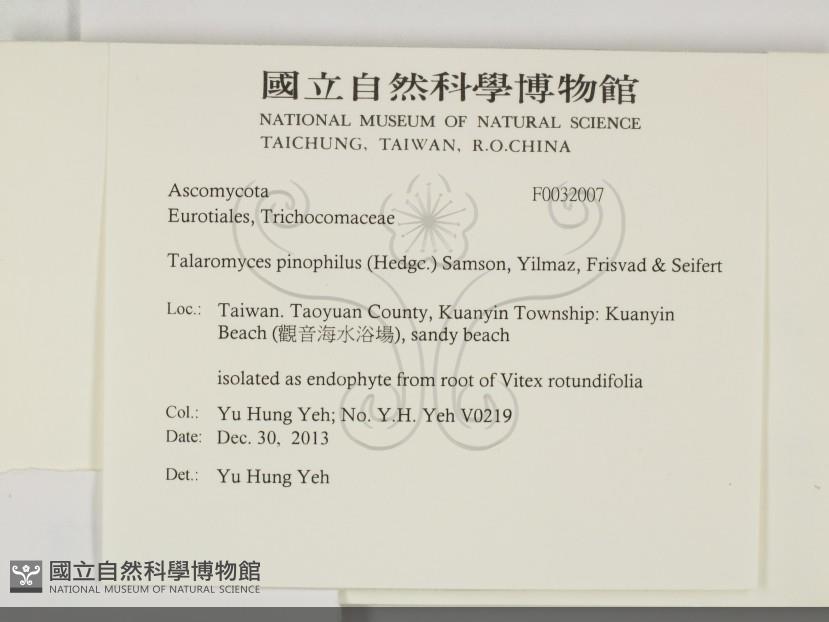 國立自然科學博物館
NATIONAL MUSEUM OF NATURAL SCIENCE
TAICHUNG, TAIWAN, R.O.CHINA
Ascomycota F0032007
Eurotiales, Trichocomaceae
Talaromyces pinophilus (Hedgc.) Samson, Yilmaz, Frisvad & Seifert
Loc.: Taiwan. Taoyuan County, Kuanyin Township: Kuanyin
Beach (觀音海水浴場), sandy beach
isolated as endophyte from root of Vitex rotundifolia
Col.: Yu Hung Yeh; No. Y.H. Yeh V0219
Date: Dec. 30, 2013
Det.: Yu Hung Yeh
國立自然科學博物館
NATIONAL MUSEUM OF NATURAL SCIENCE